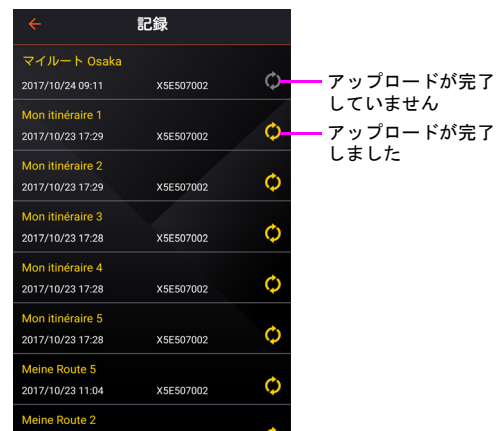 記録
マイルート Osaka
2017/10/24 09:11 X5E507002
アップロードが完了
していません
Mon itinéraire 1
2017/10/23 17:29 X5E507002
アップロードが完了
しました
Mon itinéraire 2
2017/10/23 17:29 X5E507002
Mon itinéraire 3
2017/10/23 17:28 X5E507002
Mon itinéraire 4
2017/10/23 17:28 X5E507002
Mon itinéraire 5
2017/10/23 17:28 X5E507002
Meine Route 5
2017/10/23 11:04 X5E507002
Meine Route 2